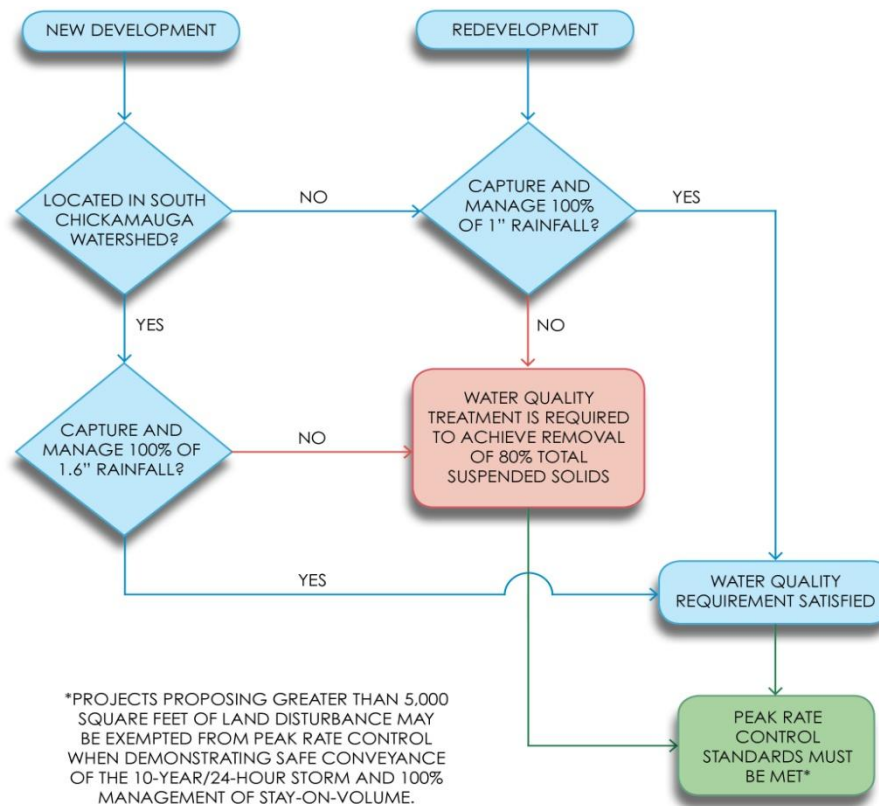 NEW DEVELOPMENT
REDEVELOPMENT
LOCATED IN SOUTH
CHICKAMAUGA
WATERSHED?
NO
CAPTURE AND
MANAGE 100%
OF 1” RAINFALL?
YES
YES
NO
CAPTURE AND
MANAGE 100% OF
1.6” RAINFALL?
NO
WATER QUALITY
TREATMENT IS REQUIRED
TO ACHIEVE REMOVAL
OF 80% TOTAL
SUSPENDED SOLIDS
YES
WATER QUALITY
REQUIREMENT SATISFIED
*PROJECTS PROPOSING GREATER THAN 5,000
SQUARE FEET OF LAND DISTURBANCE MAY
BE EXEMPTED FROM PEAK RATE CONTROL
WHEN DEMONSTRATING SAFE CONVEYANCE
OF THE 10-YEAR/24-HOUR STORM AND 100%
MANAGEMENT OF STAY-ON-VOLUME.
PEAK RATE
CONTROL
STANDARDS MUST
BE MET*